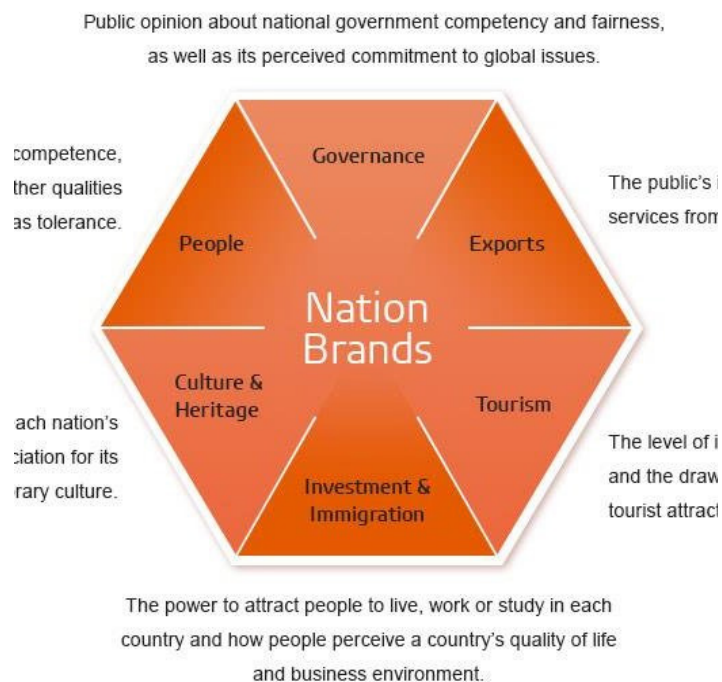 Public opinion about national government competency and fairness,
as well as its perceived commitment to global issues.
Governance
competence,
ther qualities
as tolerance.
People
Exports
The public's i
services from
Nation
Brands
Culture &
Heritage
Tourism
ach nation's
ciation for its
rary culture.
Investment &
Immigration
The level of i
and the draw
tourist attract
The power to attract people to live, work or study in each
country and how people perceive a country's quality of life
and business environment.